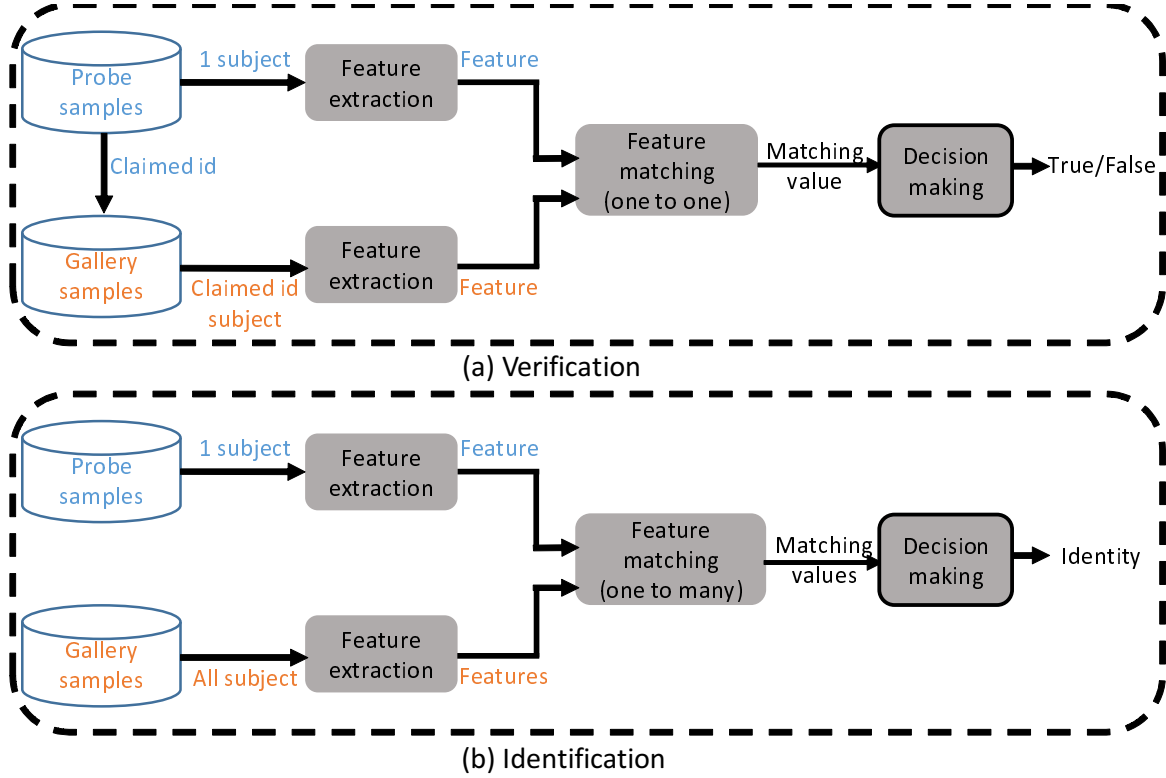 Probe
samples
1 subject
Feature
extraction
Feature
Claimed id
Gallery
samples
Claimed id
subject
Feature
extraction
Feature
Feature
matching
(one to one)
Matching
value
Decision
making
True/False
(a) Verification
Probe
samples
1 subject
Feature
extraction
Feature
Gallery
samples
All subject
Feature
extraction
Features
Feature
matching
(one to many)
Matching
values
Decision
making
Identity
(b) Identification